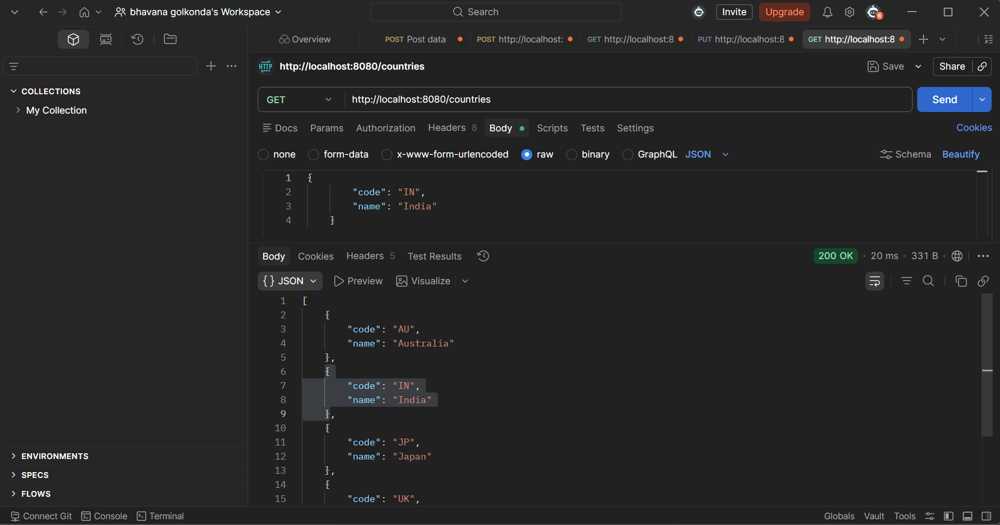 bhavana golkonda's Workspace
Search
Invite
Upgrade
B
Overview
POST Post data
POST http://localhost:
GET http://localhost:8
PUT http://localhost:8
GET http://localhost:8
HTTP
http://localhost:8080/countries
Save
Share
COLLECTIONS
My Collection
GET
http://localhost:8080/countries
Send
Docs Params Authorization Headers 8 Body Scripts Tests Settings
Cookies
none form-data x-www-form-urlencoded raw binary GraphQL JSON
Schema Beautify
1 {
2 "code": "IN",
3 "name": "India"
4 }
Body Cookies Headers 5 Test Results
200 OK • 20 ms • 331 B •
{} JSON Preview Visualize
1 [
2 {
3 "code": "AU",
4 "name": "Australia"
5 },
6 {
7 "code": "IN",
8 "name": "India"
9 },
10 {
11 "code": "JP",
12 "name": "Japan"
13 },
14 {
15 "code": "UK",
ENVIRONMENTS
SPECS
FLOWS
Connect Git Console Terminal
Globals Vault Tools